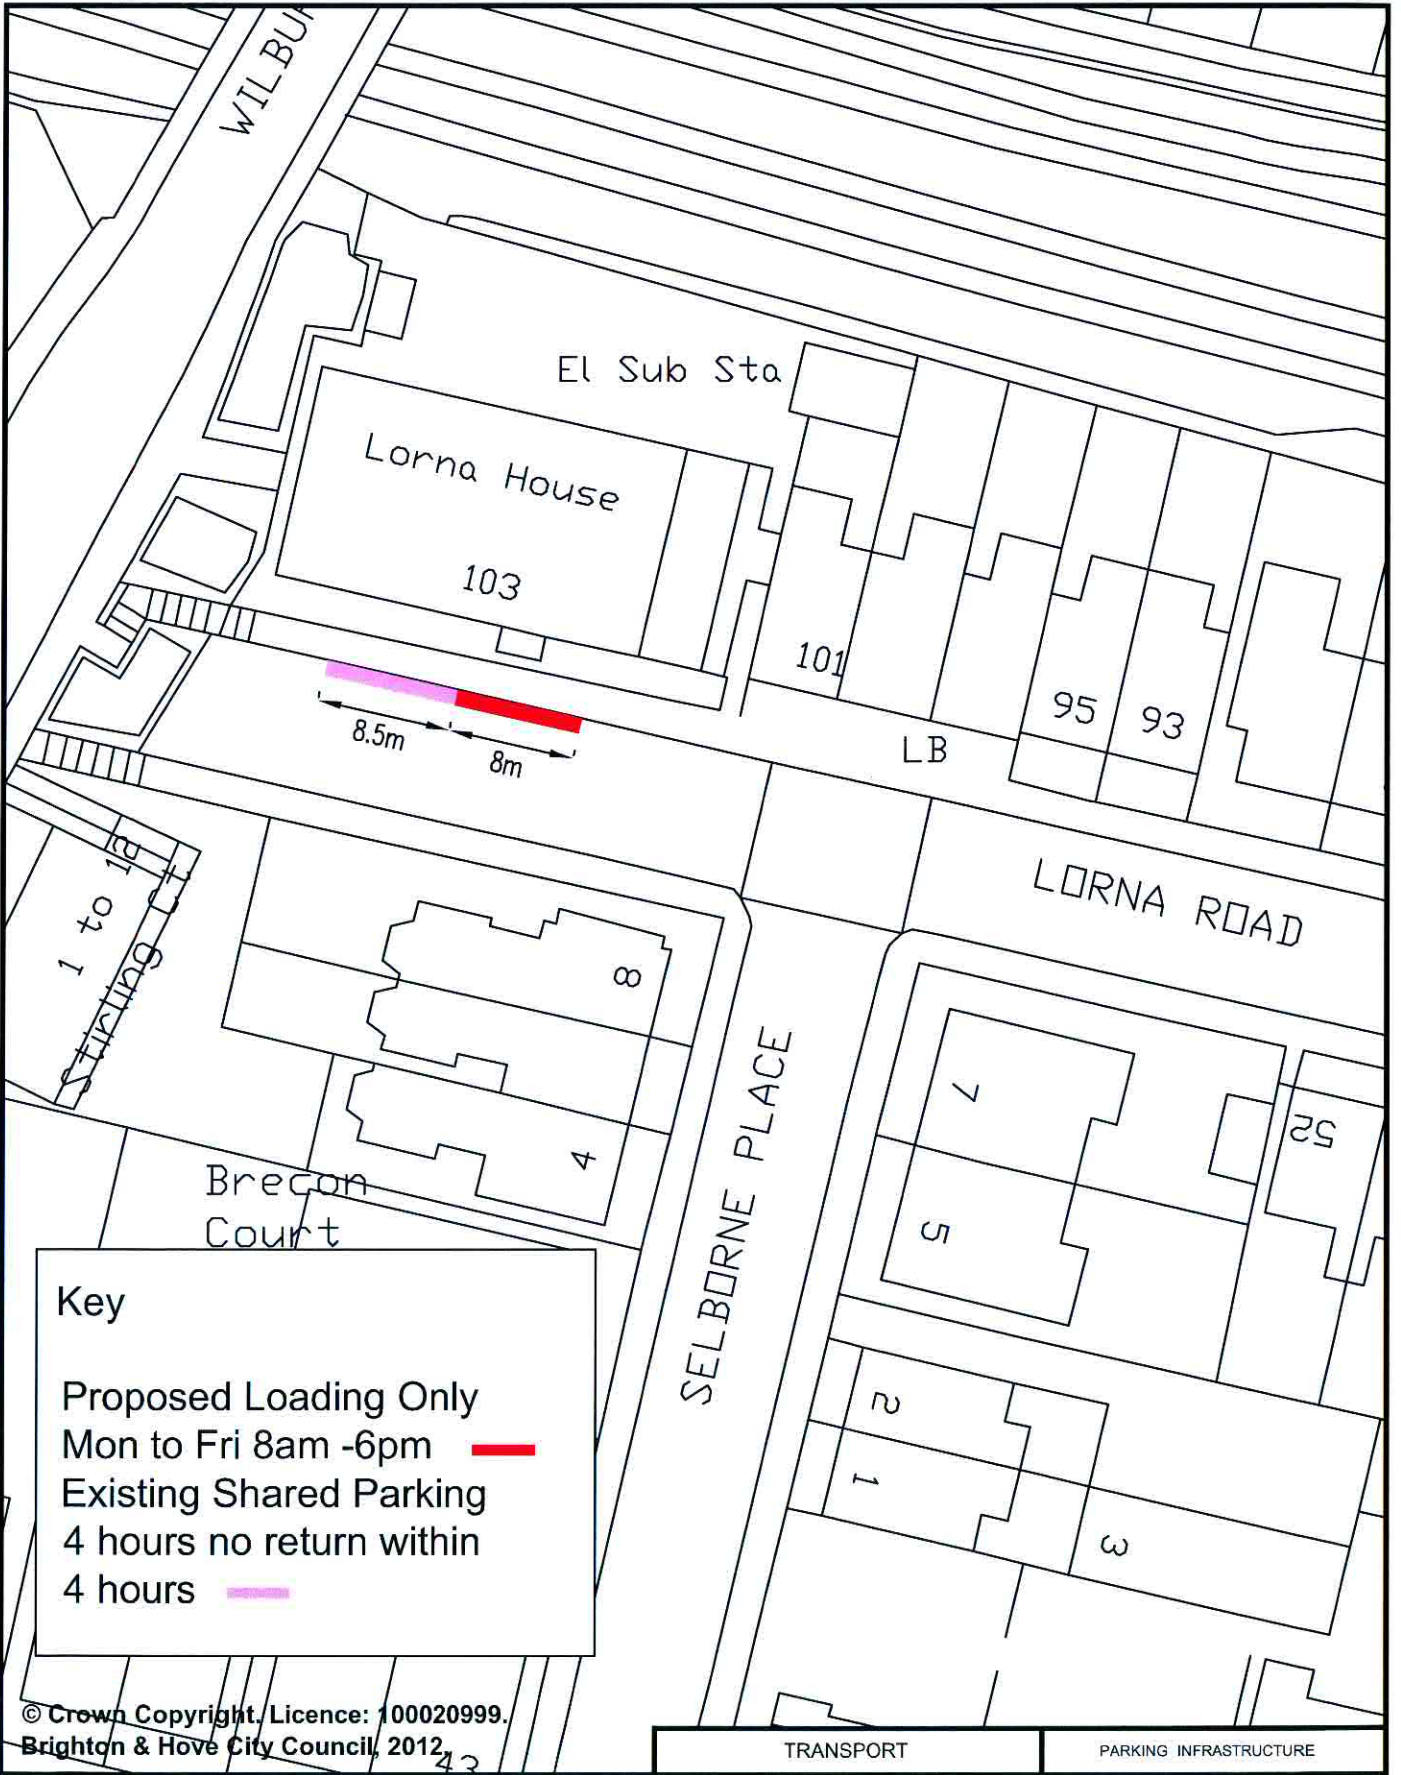 WILBU
El Sub Sta
Lorna House
103
101
95
93
LB
8.5m
8m
LORNA ROAD
1 to 12
Stirling Ct
8
4
7
5
52
SELBORNE PLACE
Brecon
Court
2
1
3
Key
Proposed Loading Only
Mon to Fri 8am -6pm
Existing Shared Parking
4 hours no return within
4 hours
© Crown Copyright. Licence: 100020999.
Brighton & Hove City Council, 2012.
43
TRANSPORT
PARKING INFRASTRUCTURE